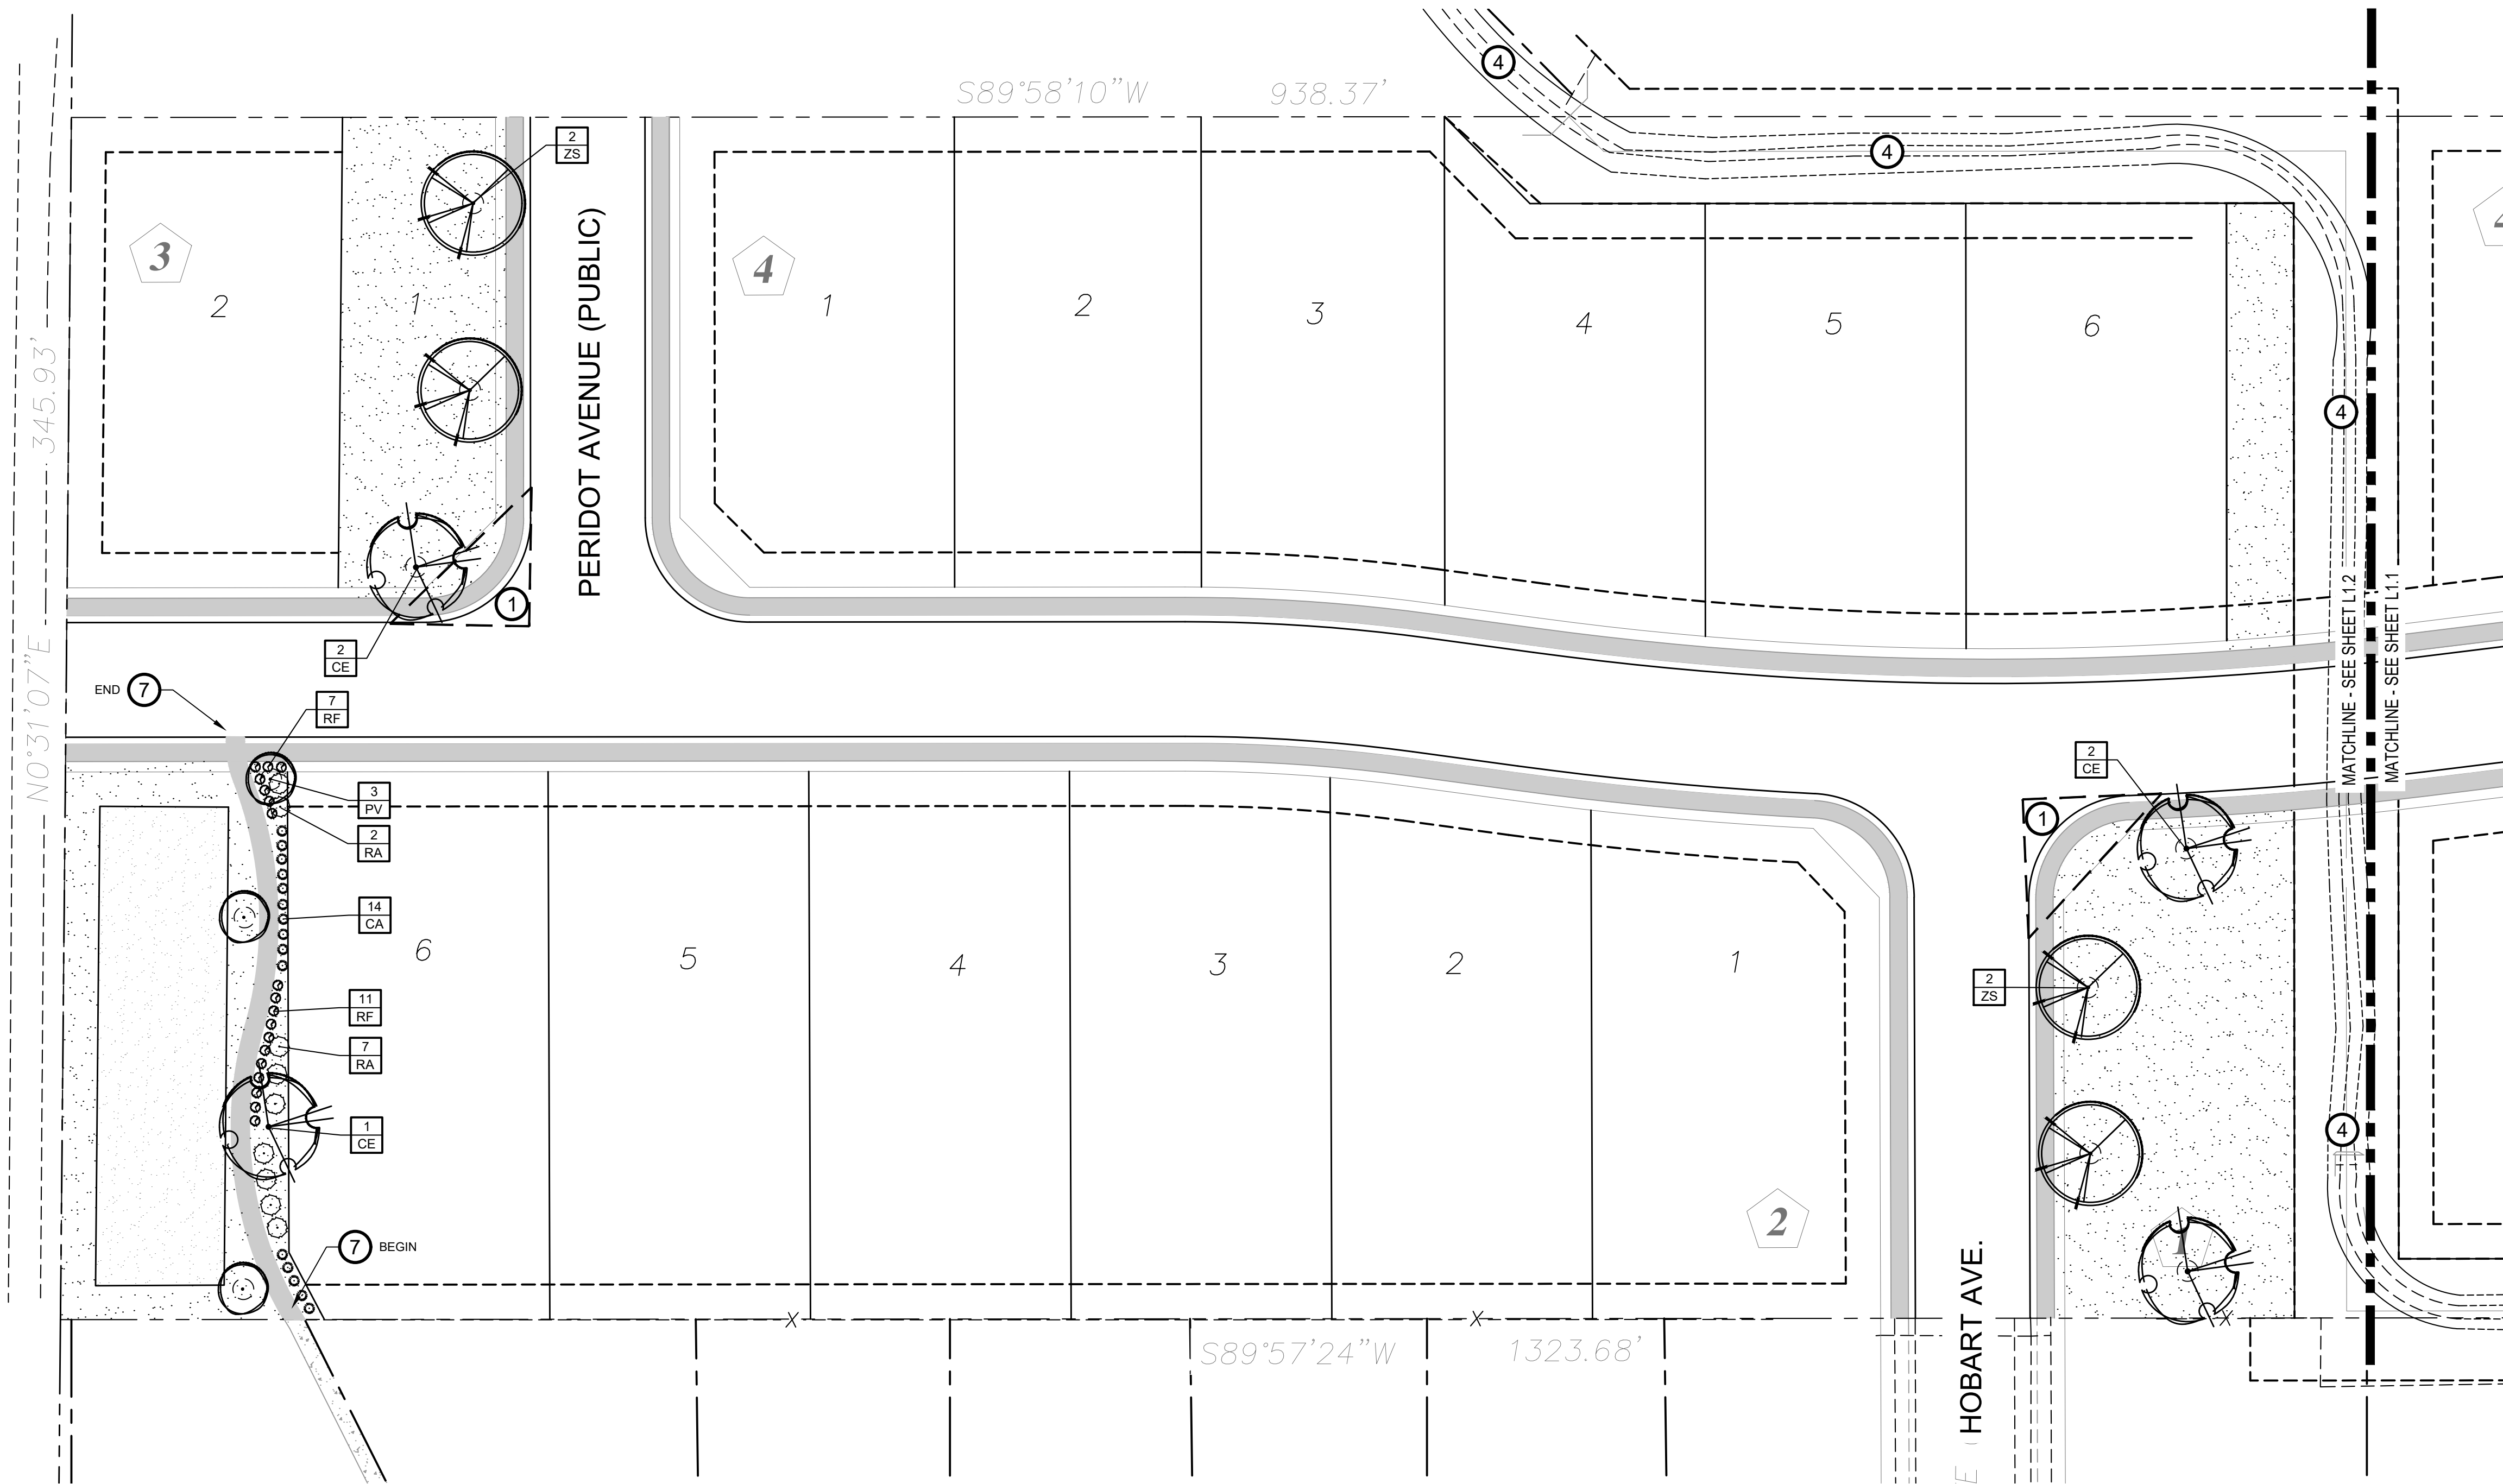 S89°58'10"W 938.37'
4
2
ZS
4
3
2
1
PERIDOT AVENUE (PUBLIC)
4
1
2
3
4
5
6
345.93'
N0°31'07"E
4
1
2
CE
MATCHLINE - SEE SHEET L1.2
MATCHLINE - SEE SHEET L1.1
END 7
7
RF
3
PV
2
RA
14
CA
11
RF
7
RA
1
CE
7 BEGIN
6
5
4
3
2
1
2
2
CE
1
2
ZS
4
1
X
X
X
S89°57'24"W 1323.68'
HOBART AVE.
E